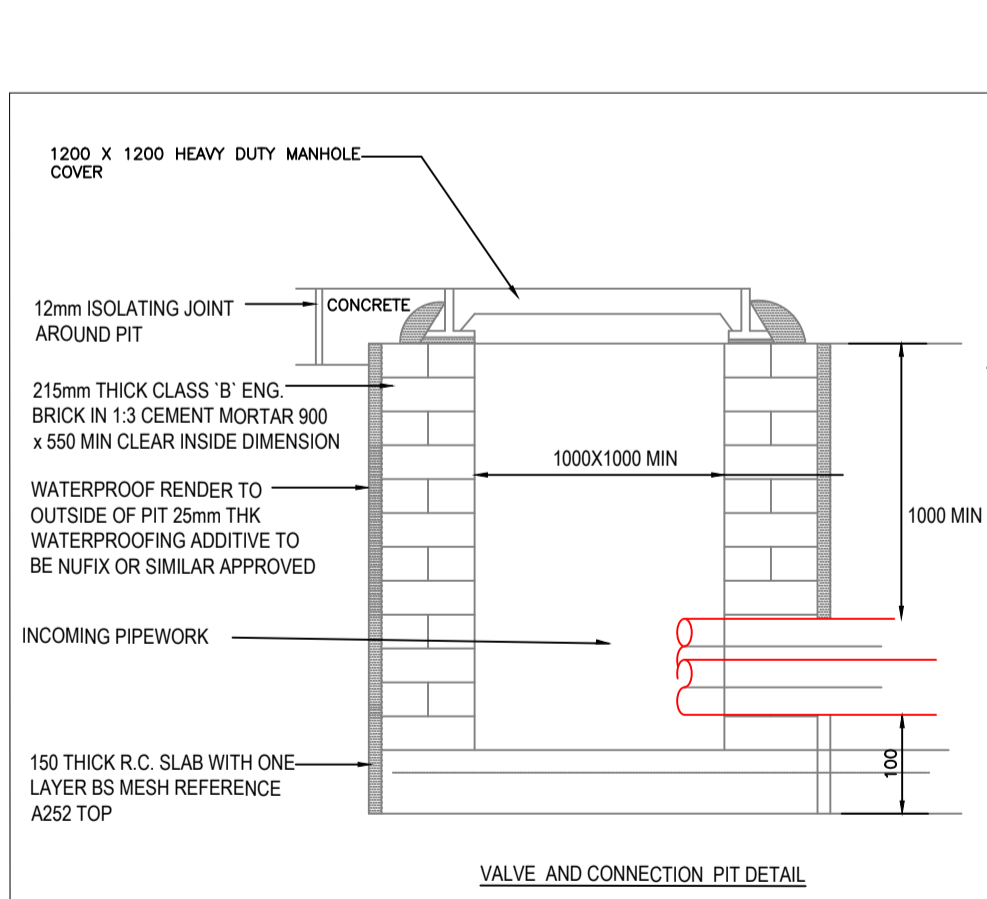 1200 X 1200 HEAVY DUTY MANHOLE
COVER
12mm ISOLATING JOINT
AROUND PIT
CONCRETE
215mm THICK CLASS `B` ENG.
BRICK IN 1:3 CEMENT MORTAR 900
x 550 MIN CLEAR INSIDE DIMENSION
1000X1000 MIN
WATERPROOF RENDER TO
OUTSIDE OF PIT 25mm THK
WATERPROOFING ADDITIVE TO
BE NUFIX OR SIMILAR APPROVED
1000 MIN
INCOMING PIPEWORK
150 THICK R.C. SLAB WITH ONE
LAYER BS MESH REFERENCE
A252 TOP
100
VALVE AND CONNECTION PIT DETAIL